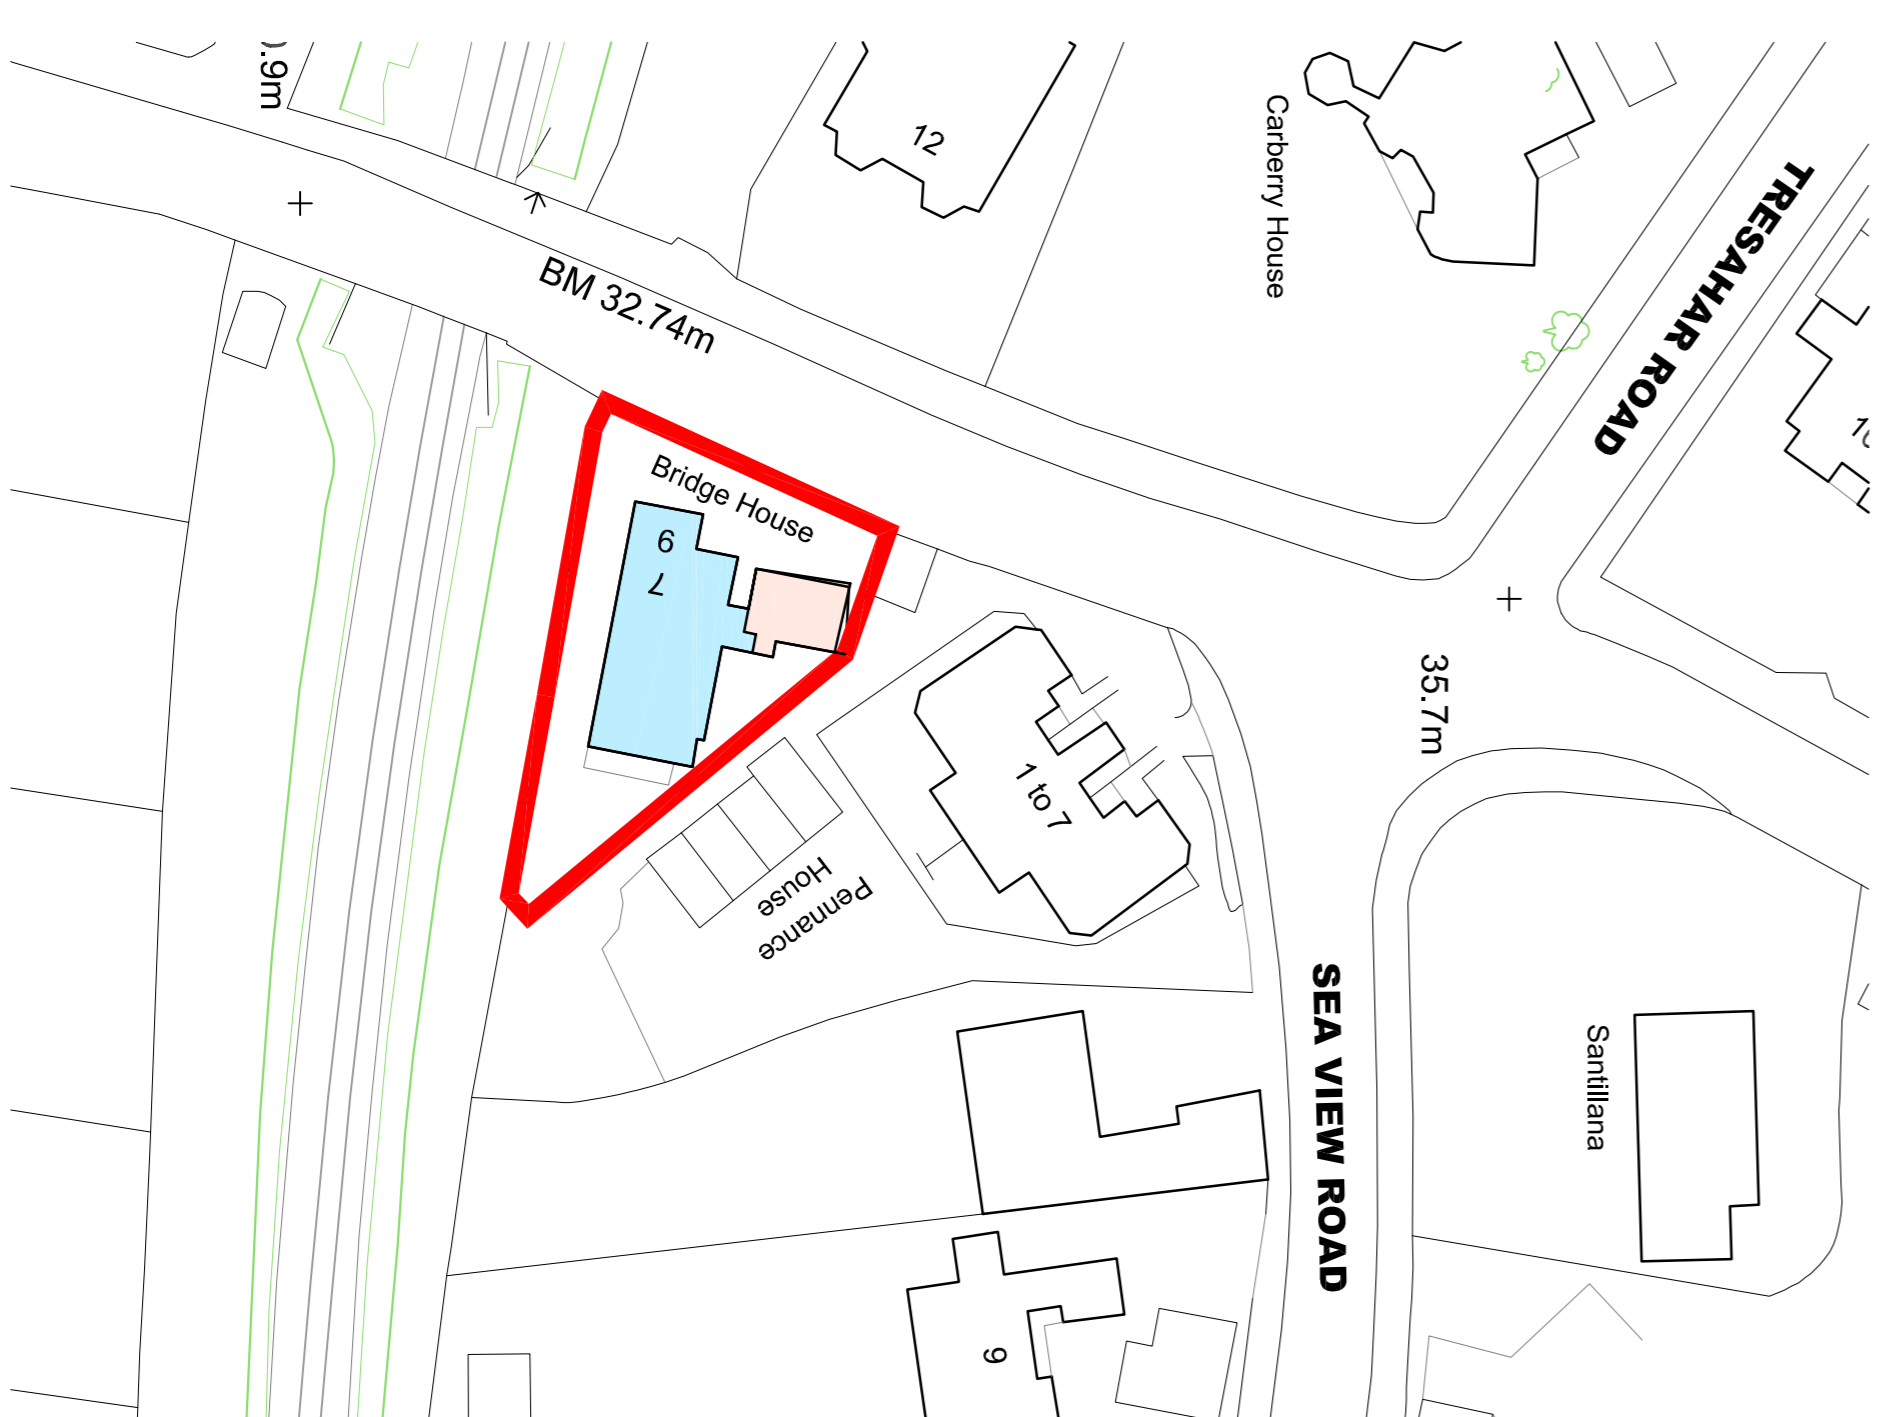 .9m
12
Carberry House
TRESAHAR ROAD
BM 32.74m
Bridge House
7
6
35.7m
1 to 7
Pennance
House
SEA VIEW ROAD
Santillana
9